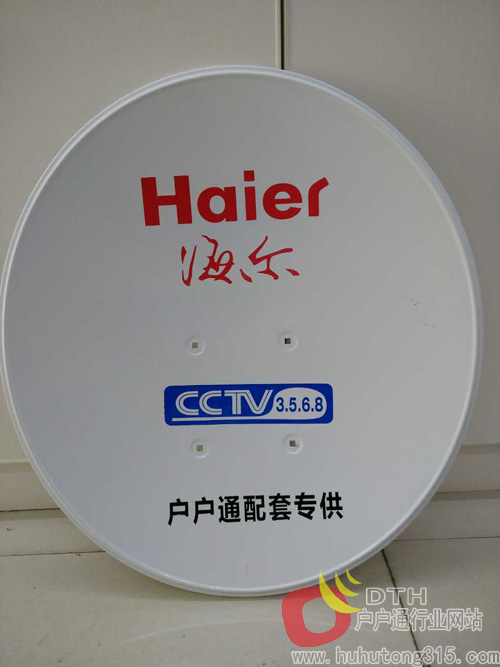 Haier
海尔
CCTV 3.5.6.8
户户通配套专供
DTH
户户通行业网站
www.huhutong315.com